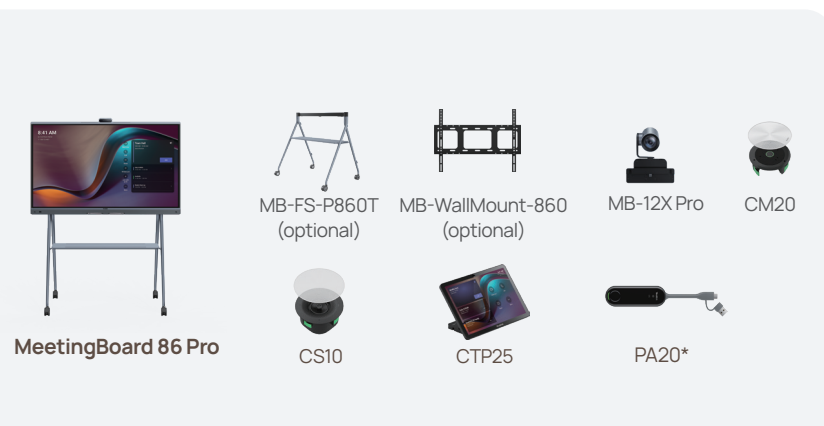 8:41 AM
MB-FS-P860T
(optional)
MB-WallMount-860
(optional)
MB-12X Pro
CM20
MeetingBoard 86 Pro
CS10
CTP25
PA20*